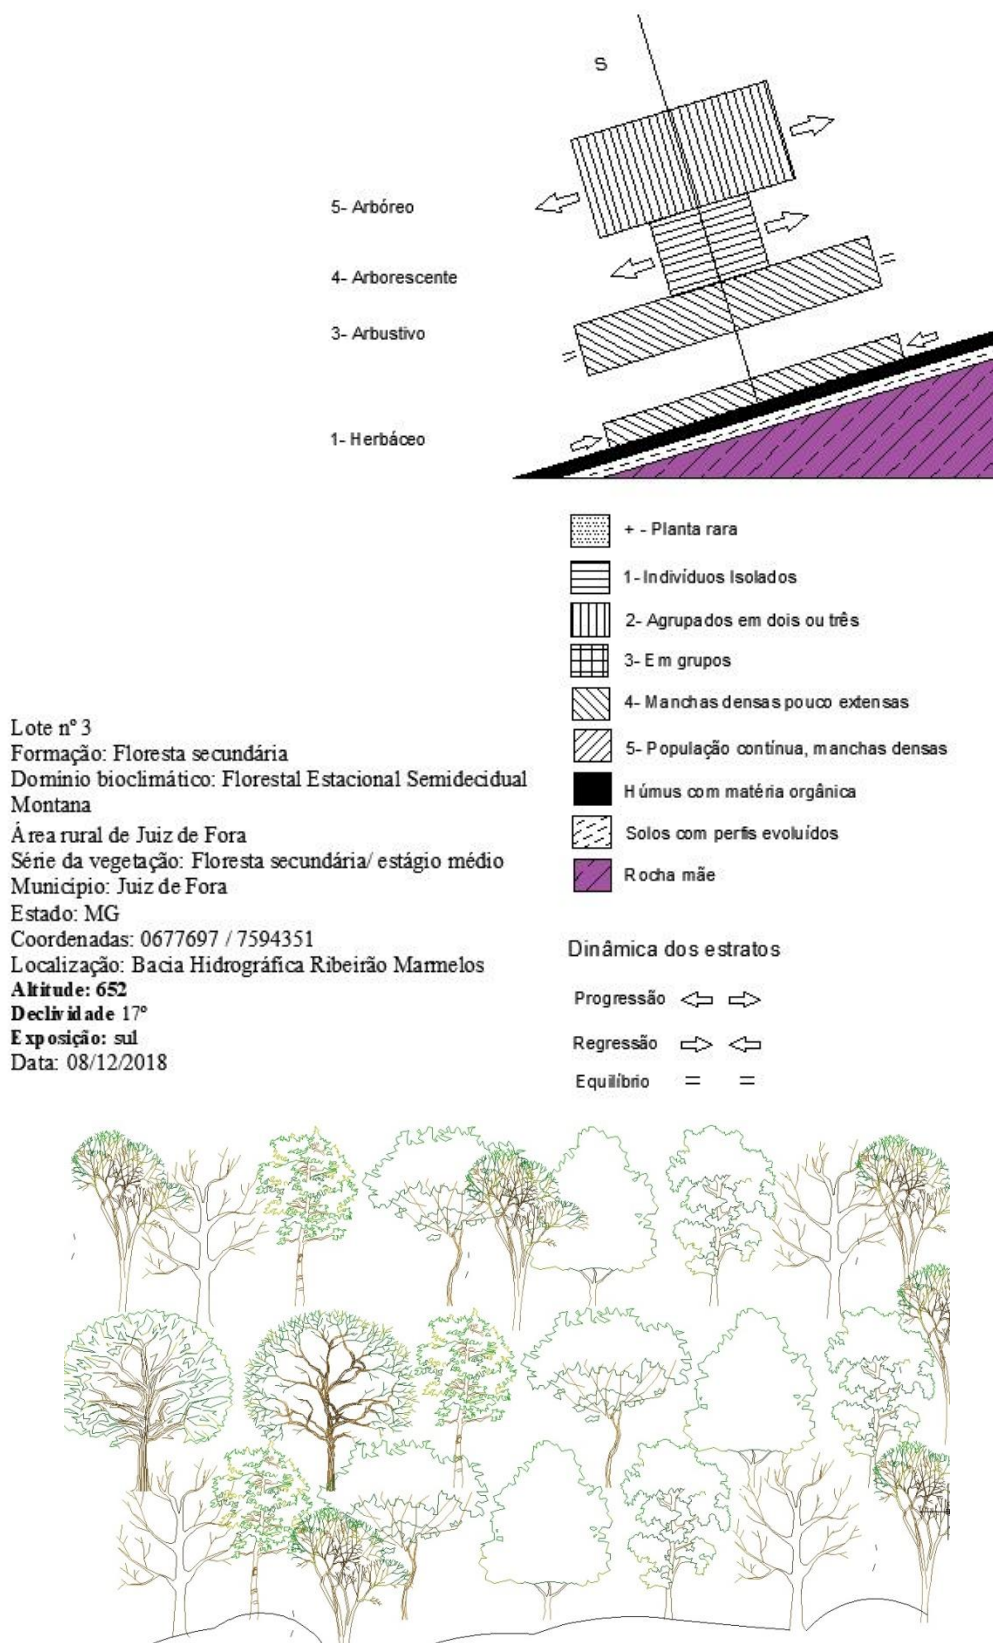 S
5- Arbóreo
4- Arborescente
3- Arbustivo
1- Herbáceo
+ - Planta rara
1- Indivíduos Isolados
2- Agrupados em dois ou três
3- Em grupos
4- Manchas densas pouco extensas
5- População contínua, manchas densas
Húmus com matéria orgânica
Solos com perfis evoluídos
Rocha mãe
Lote nº 3
Formação: Floresta secundária
Domínio bioclimático: Florestal Estacional Semidecidual
Montana
Área rural de Juiz de Fora
Série da vegetação: Floresta secundária/ estágio médio
Município: Juiz de Fora
Estado: MG
Coordenadas: 0677697 / 7594351
Localização: Bacia Hidrográfica Ribeirão Marmelos
Altitude: 652
Declividade 17º
Exposição: sul
Data: 08/12/2018
Dinâmica dos estratos
Progressão
Regressão
Equilíbrio